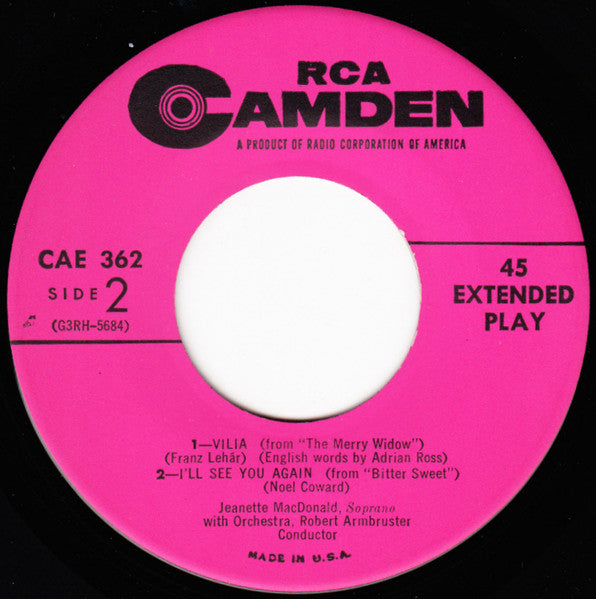 RCA
CAMDEN
A PRODUCT OF RADIO CORPORATION OF AMERICA
CAE 362
SIDE 2
(G3RH-5684)
45
EXTENDED
PLAY
1—VILIA (from "The Merry Widow")
(Franz Lehár) (English words by Adrian Ross)
2—I'LL SEE YOU AGAIN (from "Bitter Sweet")
(Noel Coward)
Jeanette MacDonald, Soprano
with Orchestra, Robert Armbruster
Conductor
MADE IN U.S.A.